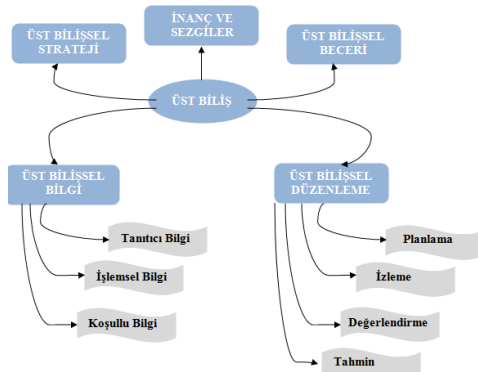 ÜST BİLİŞSEL
STRATEJİ
İNANÇ VE
SEZGİLER
ÜST BİLİŞSEL
BECERİ
ÜST BİLİŞ
ÜST BİLİŞSEL
BİLGİ
ÜST BİLİŞSEL
DÜZENLEME
Tanıtıcı Bilgi
İşlemsel Bilgi
Koşullu Bilgi
Planlama
İzleme
Değerlendirme
Tahmin